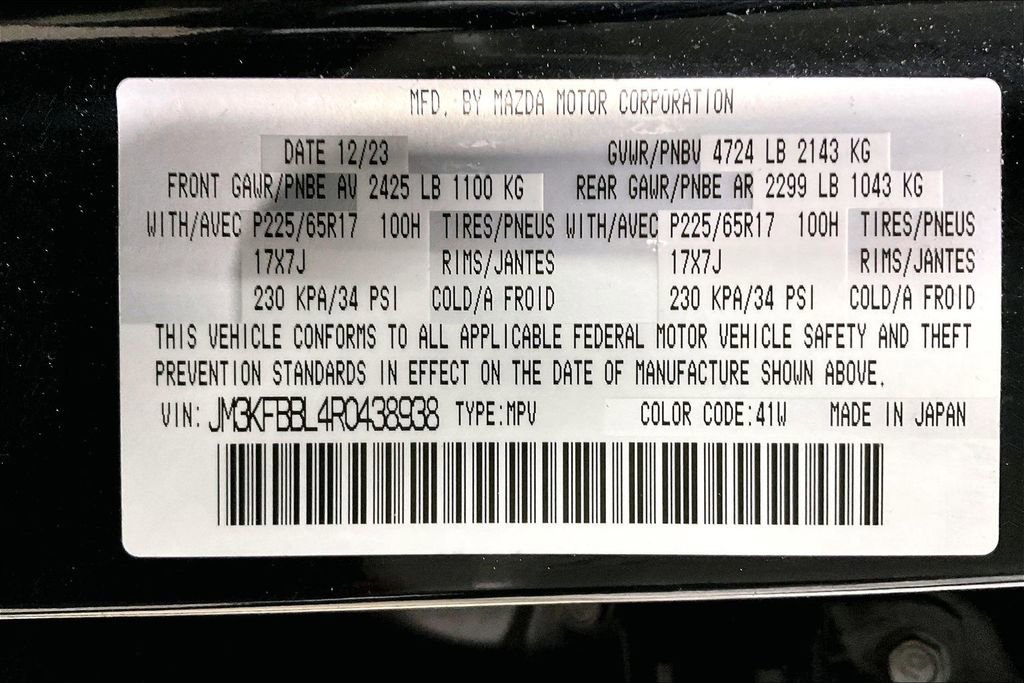 MFD. BY MAZDA MOTOR CORPORATION
DATE 12/23 GVWR/PNBV 4724 LB 2143 KG
FRONT GAWR/PNBE AV 2425 LB 1100 KG REAR GAWR/PNBE AR 2299 LB 1043 KG
WITH/AVEC P225/65R17 100H TIRES/PNEUS WITH/AVEC P225/65R17 100H TIRES/PNEUS
17X7J RIMS/JANTES 17X7J RIMS/JANTES
230 KPA/34 PSI COLD/A FROID 230 KPA/34 PSI COLD/A FROID
THIS VEHICLE CONFORMS TO ALL APPLICABLE FEDERAL MOTOR VEHICLE SAFETY AND THEFT
PREVENTION STANDARDS IN EFFECT ON THE DATE OF MANUFACTURE SHOWN ABOVE.
VIN: JM3KFBBL4R0438938 TYPE:MPV COLOR CODE:41W MADE IN JAPAN